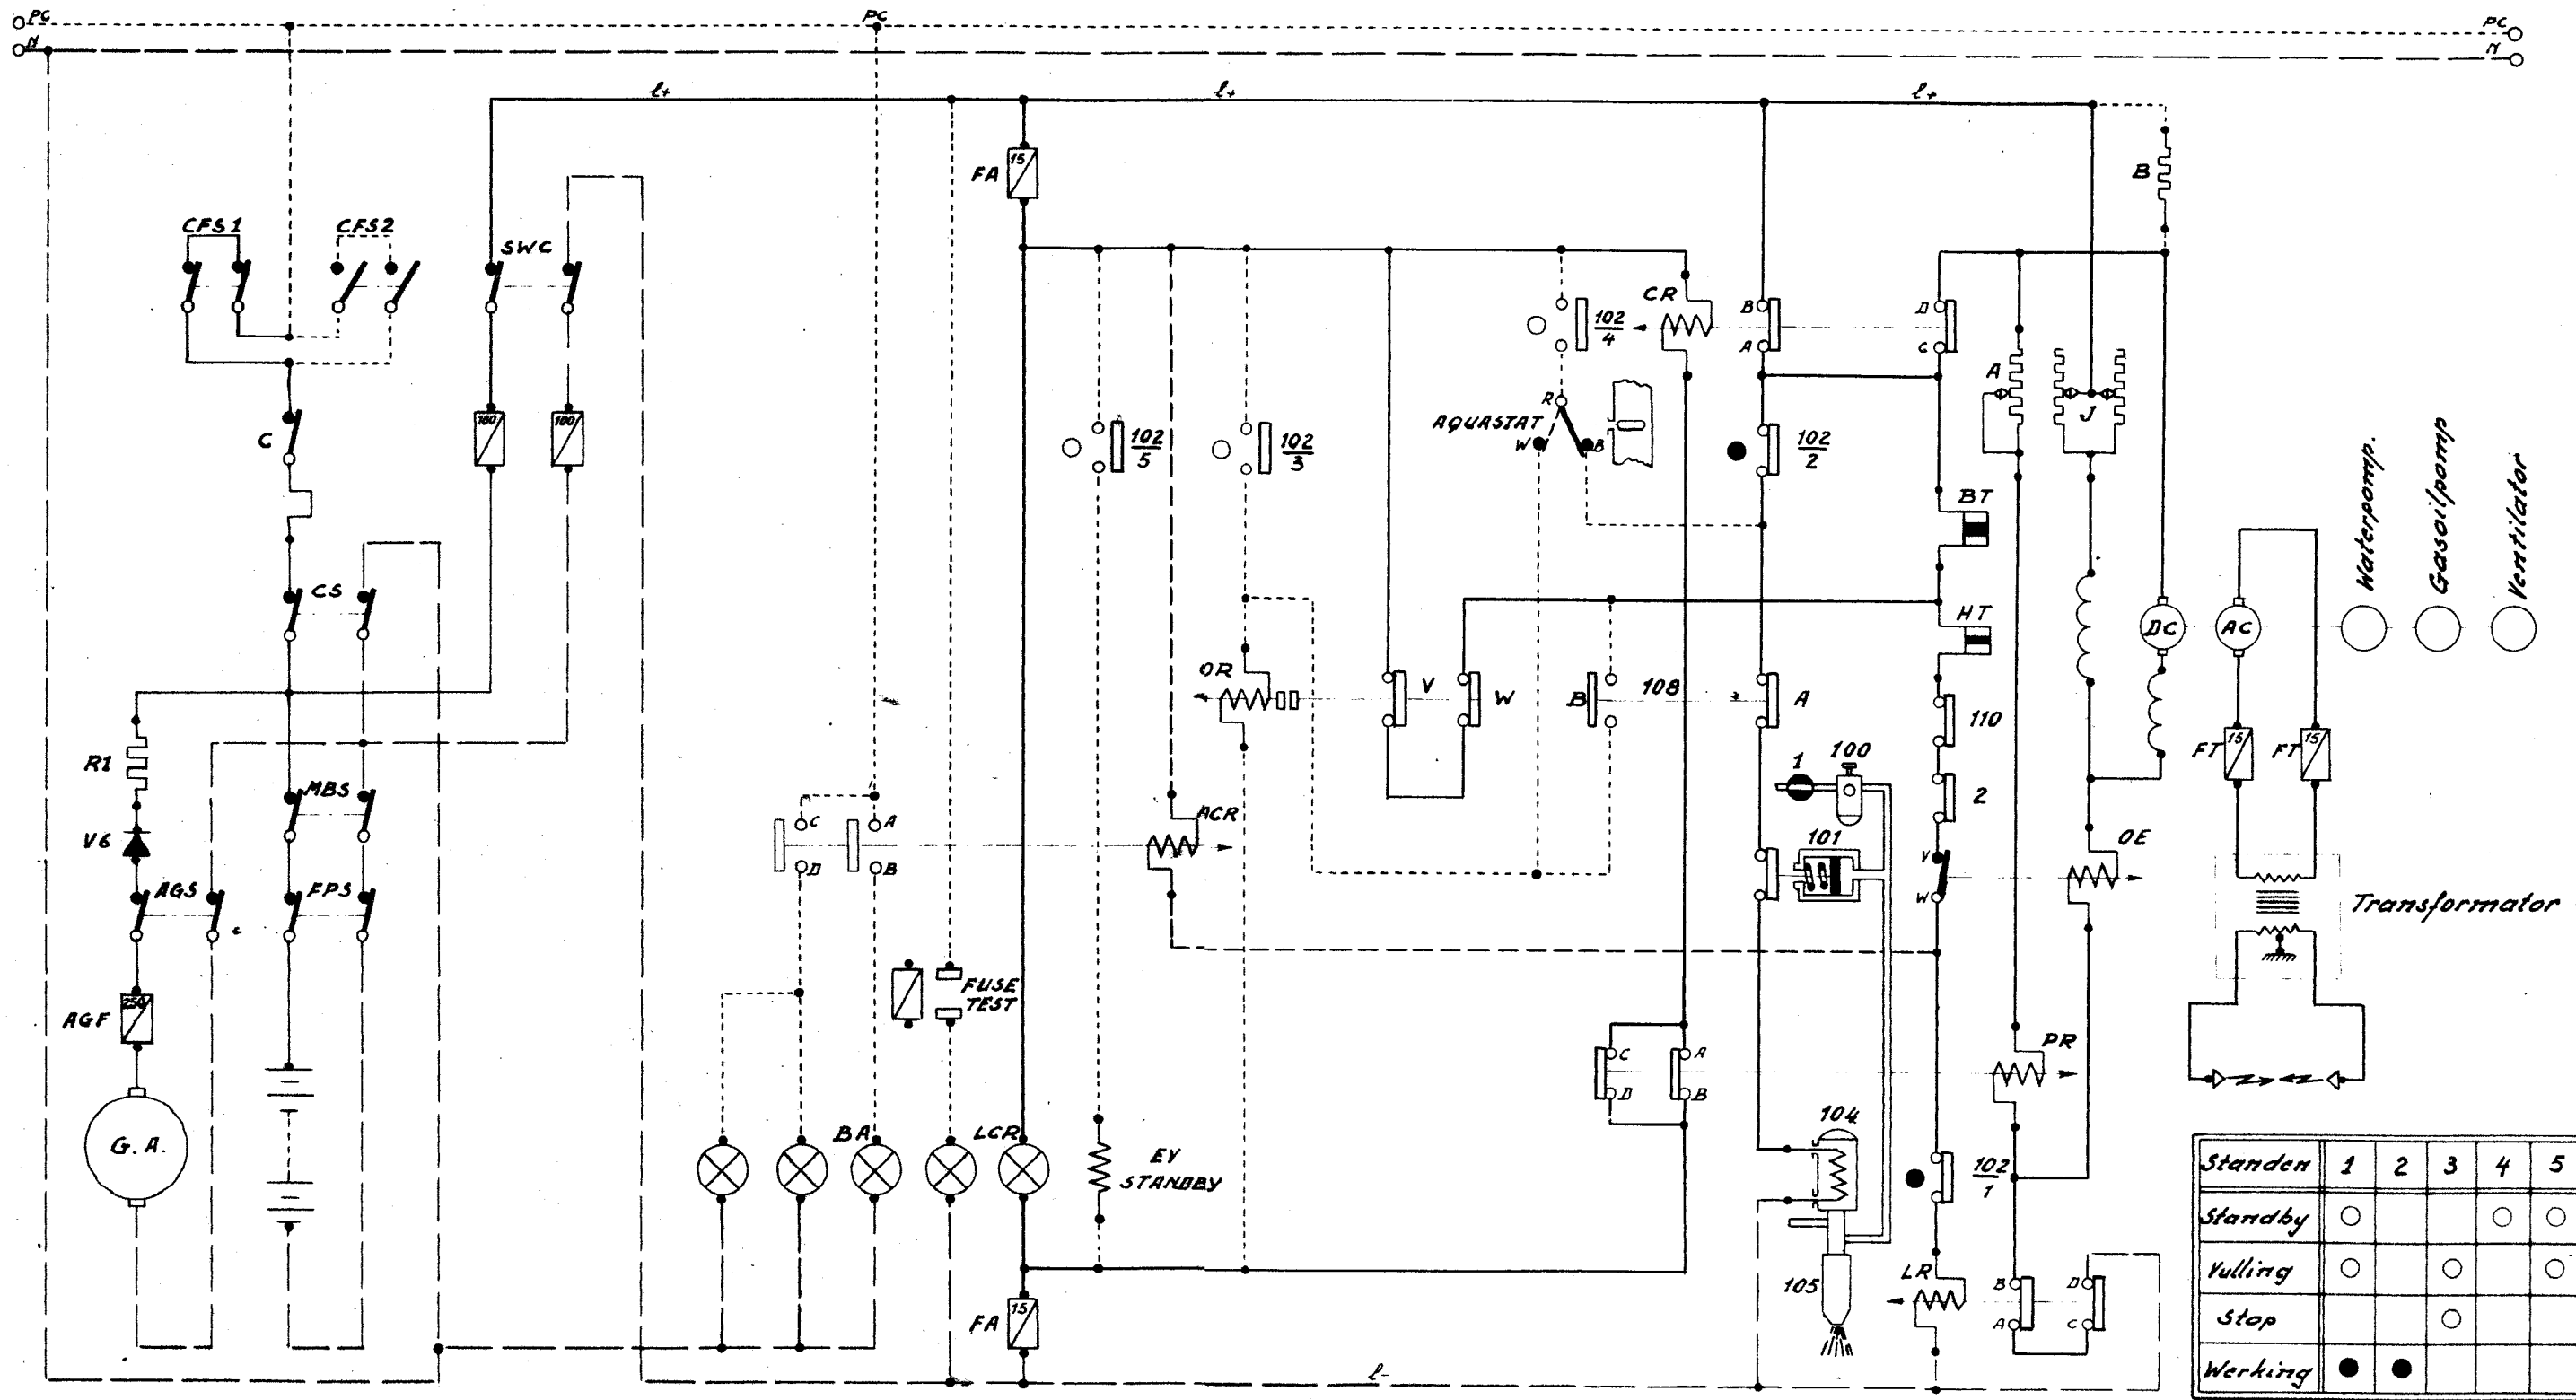 PC
PC
PC
N
N
l+
l+
l+
FA
15
B
CFS1
CFS2
SWC
CR
B
D
102
4
A
C
A
C
100
100
R
AQUASTAT
W
B
J
102
5
102
3
102
2
BT
Waterpomp.
Gasoilpomp
Ventilator
CS
HT
DC
AC
OR
V
W
B
108
A
110
R1
MBS
1
100
2
FT
15
FT
15
C
A
ACR
V6
101
OE
D
B
V
AGS
FPS
W
Transformator
FUSE
TEST
AGF
250
C
A
PR
D
B
G.A.
BA
LCR
EV
STANDBY
104
102
1
Standen 1 2 3 4 5
Standby
Vulling
Stop
Werking
105
LR
B
D
A
C
FA
15
l-